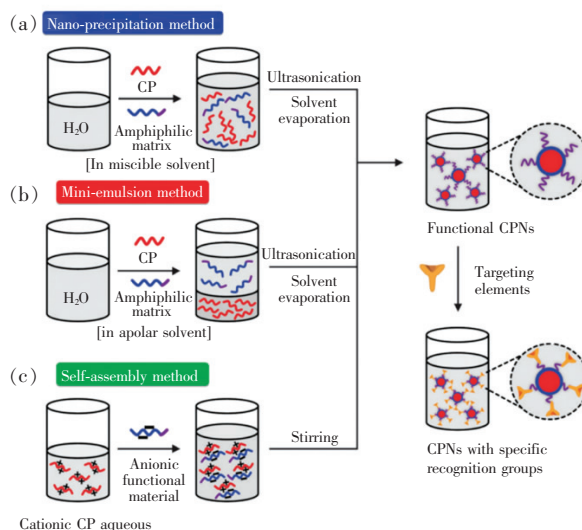 (a) Nano-precipitation method
CP
H₂O
Amphiphilic
matrix
[In miscible solvent]
Ultrasonication
Solvent
evaporation
(b) Mini-emulsion method
CP
H₂O
Amphiphilic
matrix
[in apolar solvent]
Ultrasonication
Solvent
evaporation
(c) Self-assembly method
Anionic
functional
material
Stirring
Cationic CP aqueous
Functional CPNs
Targeting
elements
CPNs with specific
recognition groups